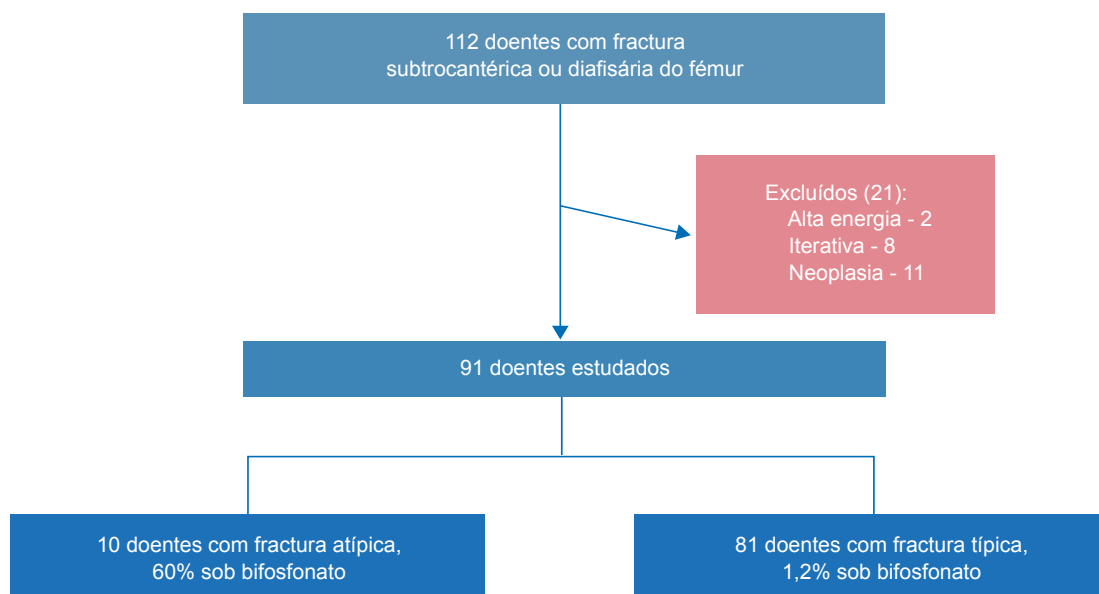 112 doentes com fractura
subtrocantérica ou diafisária do fémur
Excluídos (21):
Alta energia - 2
Iterativa - 8
Neoplasia - 11
91 doentes estudados
10 doentes com fractura atípica,
60% sob bifosfonato
81 doentes com fractura típica,
1,2% sob bifosfonato